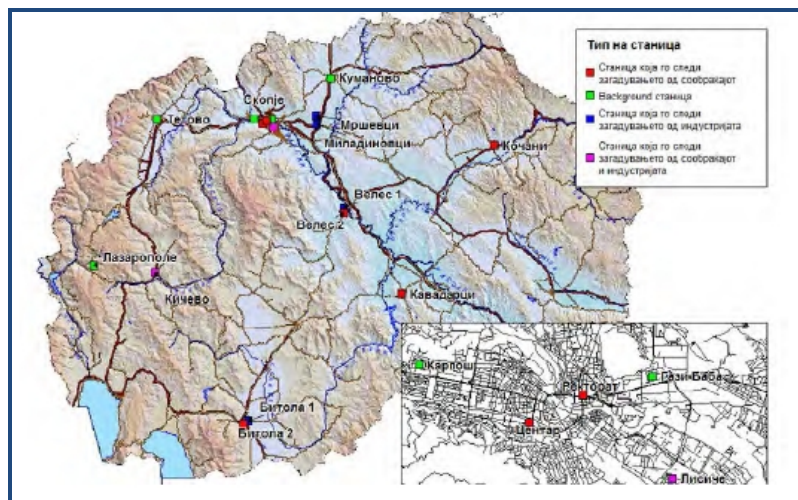 Тип на станица
Станица која го следи
загадувањето од сообраќајот
Background станица
Станица која го следи
загадувањето од индустријата
Станица која го следи
загадувањето од сообраќајот
и индустријата
Куманово
Скопје
Тетово
Мршевци
Миладиновци
Кочани
Велес 1
Велес 2
Лазарополе
Кичево
Кавадарци
Битола 1
Битола 2
Карпош
Гази Баба
Ректорат
Центар
Лисиче